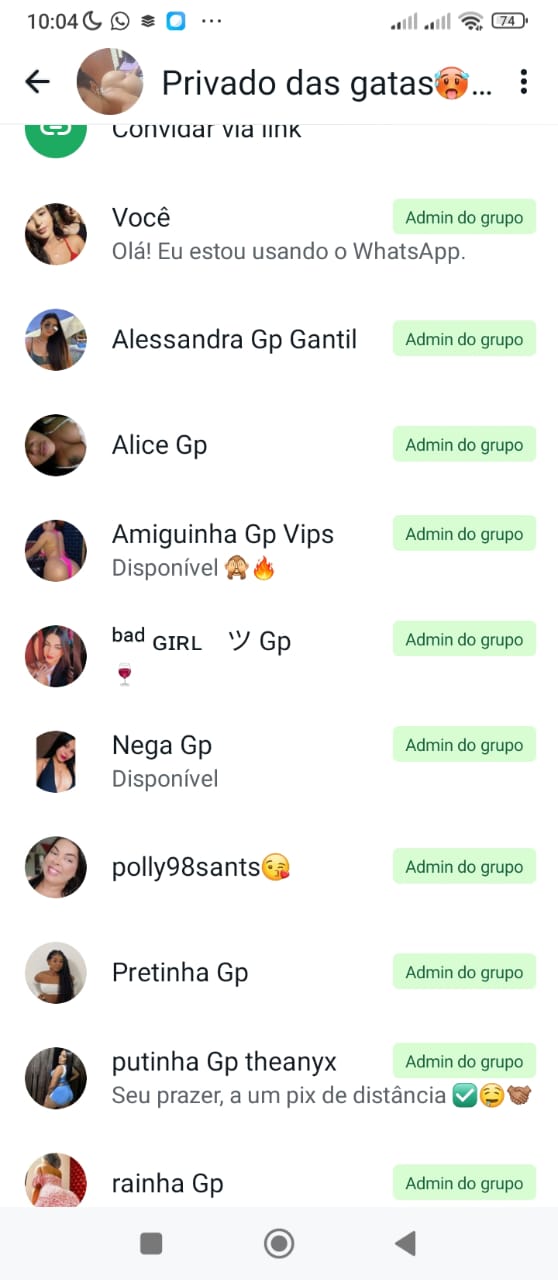 10:04
74
Privado das gatas🥵...
Convidar via link
Você
Admin do grupo
Olá! Eu estou usando o WhatsApp.
Alessandra Gp Gantil
Admin do grupo
Alice Gp
Admin do grupo
Amiguinha Gp Vips
Admin do grupo
Disponível 🙈🔥
ᵇᵃᵈ ɢɪʀʟ ツ Gp
Admin do grupo
🍷
Nega Gp
Admin do grupo
Disponível
polly98sants😘
Admin do grupo
Pretinha Gp
Admin do grupo
putinha Gp theanyx
Admin do grupo
Seu prazer, a um pix de distância ✅🤤🤝🏾
rainha Gp
Admin do grupo